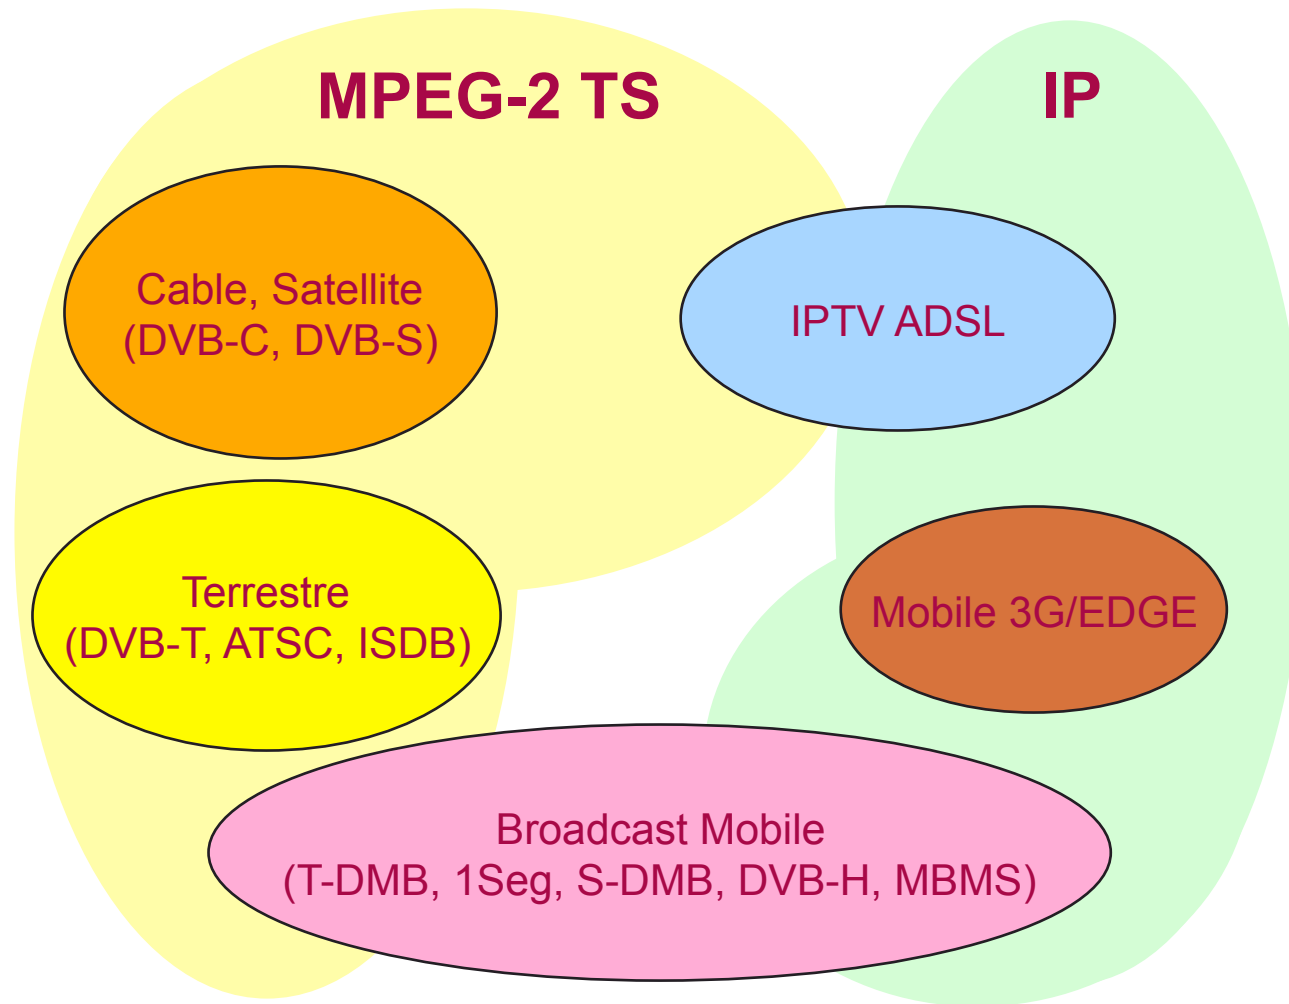 MPEG-2 TS
IP
Cable, Satellite
(DVB-C, DVB-S)
IPTV ADSL
Terrestre
(DVB-T, ATSC, ISDB)
Mobile 3G/EDGE
Broadcast Mobile
(T-DMB, 1Seg, S-DMB, DVB-H, MBMS)